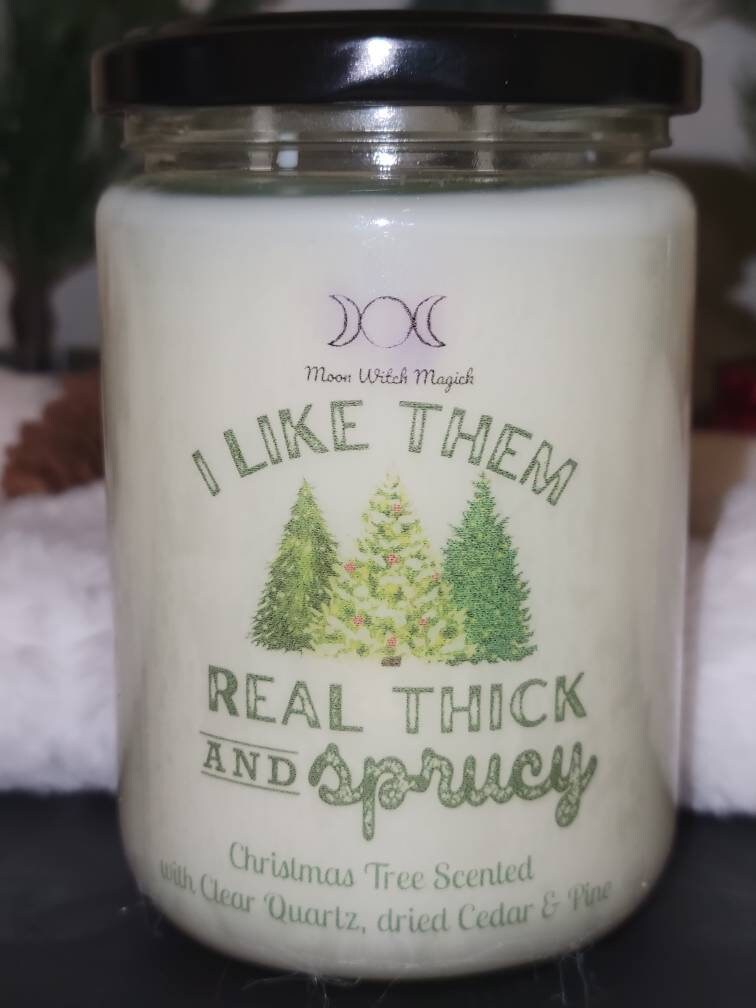 Moon Witch Magick
I LIKE THEM
REAL THICK
AND sprucy
Christmas Tree Scented
with Clear Quartz, dried Cedar & Pine